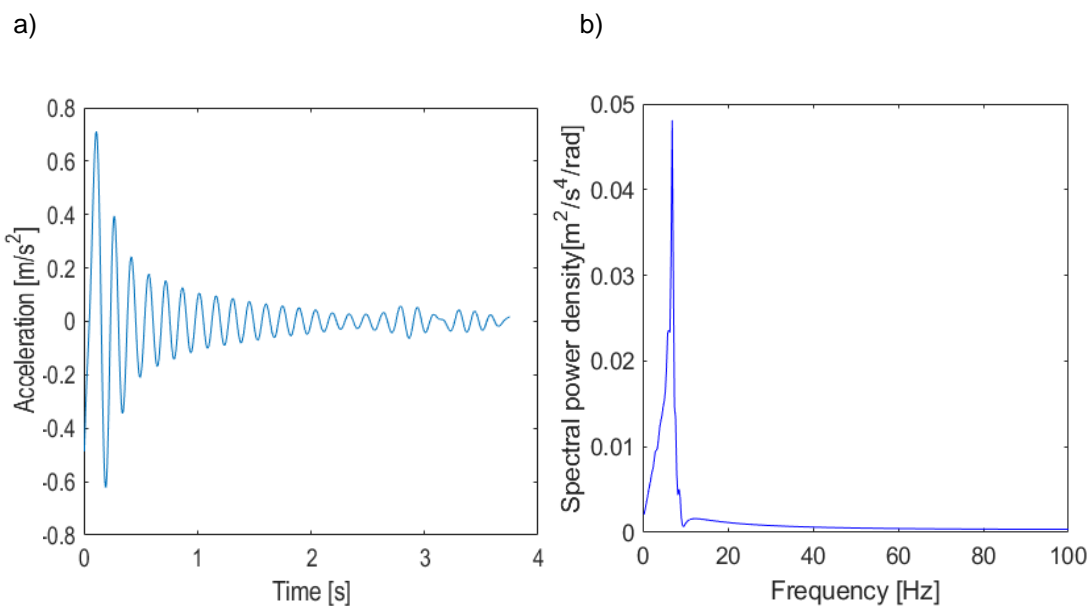 a)
b)
0.8
0.6
0.4
0.2
0
-0.2
-0.4
-0.6
-0.8
Acceleration [m/s²]
0 1 2 3 4
Time [s]
0.05
0.04
0.03
0.02
0.01
0
Spectral power density[m²/s⁴/rad]
0 20 40 60 80 100
Frequency [Hz]